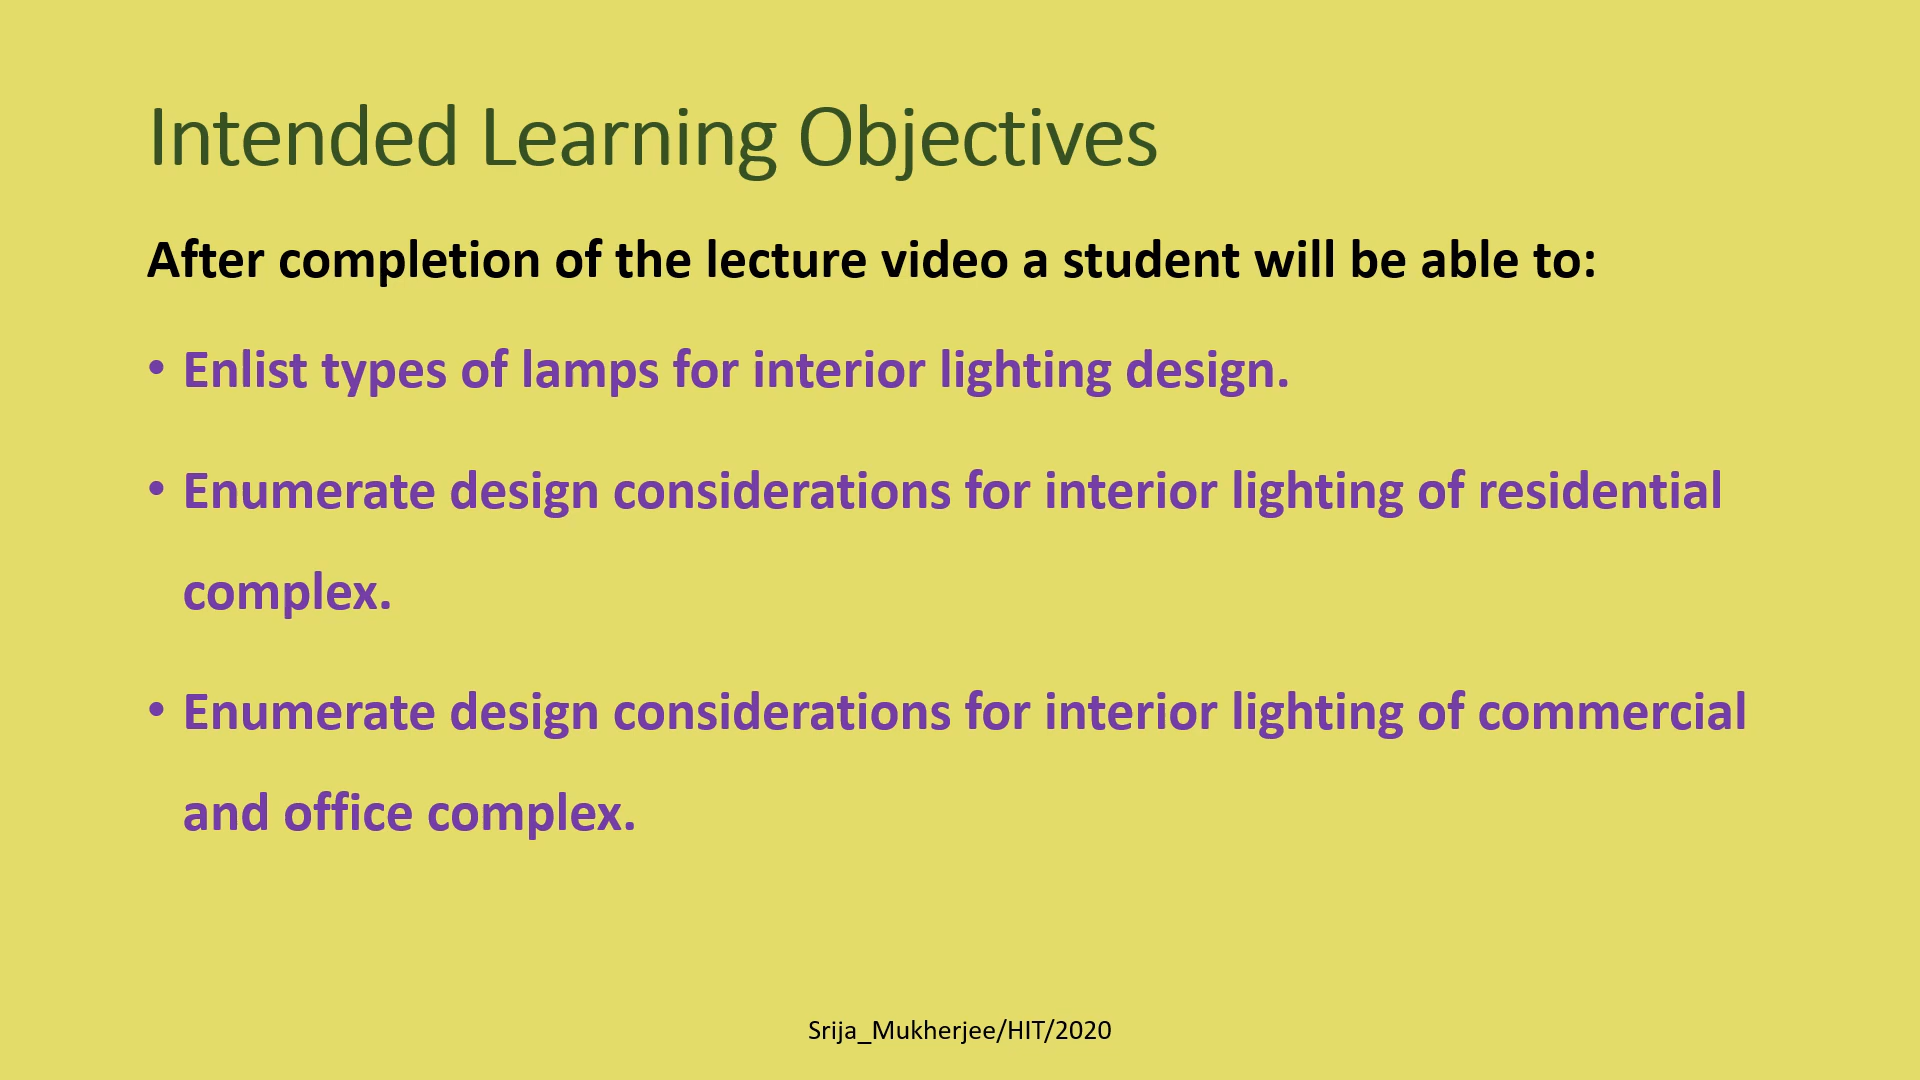 Intended Learning Objectives
After completion of the lecture video a student will be able to:
• Enlist types of lamps for interior lighting design.
• Enumerate design considerations for interior lighting of residential
complex.
• Enumerate design considerations for interior lighting of commercial
and office complex.
Srija_Mukherjee/HIT/2020